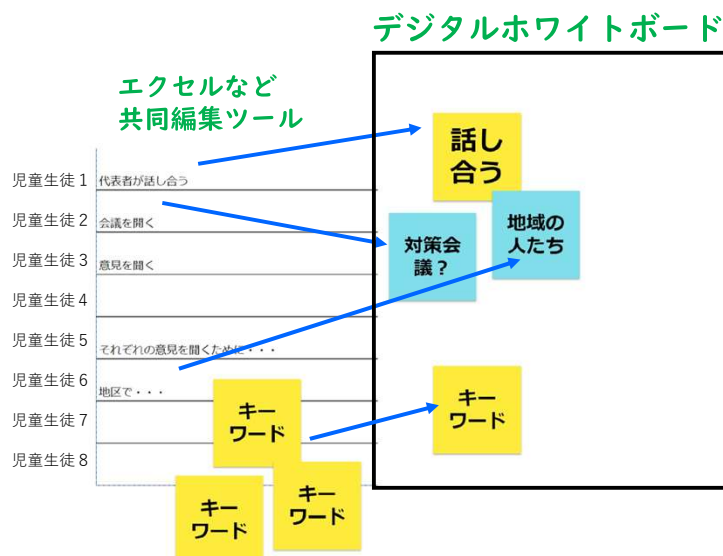 デジタルホワイトボード
エクセルなど
共同編集ツール
児童生徒1
代表者が話し合う
児童生徒2
会議を開く
児童生徒3
意見を聞く
児童生徒4
児童生徒5
それぞれの意見を聞くために・・・
児童生徒6
地区で・・・
児童生徒7
児童生徒8
キー
ワード
キー
ワード
キー
ワード
話し
合う
地域の
人たち
対策会
議?
キー
ワード